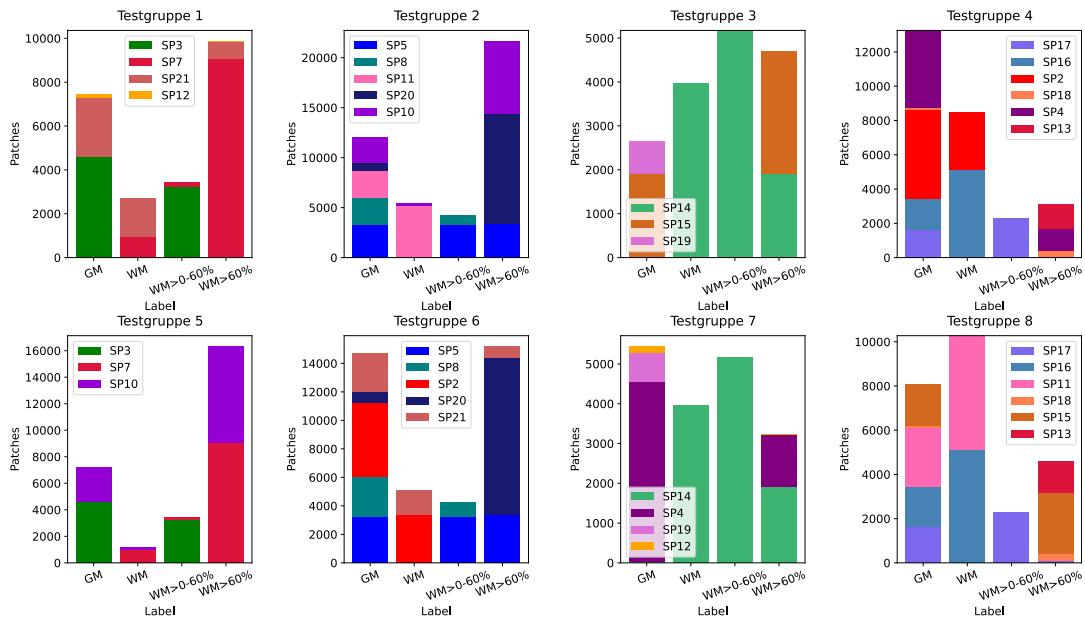 Testgruppe 1
Patches
10000
8000
6000
4000
2000
0
SP3
SP7
SP21
SP12
GM
WM
WM>0-60%
WM>60%
Label
Testgruppe 2
Patches
20000
15000
10000
5000
0
SP5
SP8
SP11
SP20
SP10
GM
WM
WM>0-60%
WM>60%
Label
Testgruppe 3
Patches
5000
4000
3000
2000
1000
0
SP14
SP15
SP19
GM
WM
WM>0-60%
WM>60%
Label
Testgruppe 4
Patches
12000
10000
8000
6000
4000
2000
0
SP17
SP16
SP2
SP18
SP4
SP13
GM
WM
WM>0-60%
WM>60%
Label
Testgruppe 5
Patches
16000
14000
12000
10000
8000
6000
4000
2000
0
SP3
SP7
SP10
GM
WM
WM>0-60%
WM>60%
Label
Testgruppe 6
Patches
14000
12000
10000
8000
6000
4000
2000
0
SP5
SP8
SP2
SP20
SP21
GM
WM
WM>0-60%
WM>60%
Label
Testgruppe 7
Patches
5000
4000
3000
2000
1000
0
SP14
SP4
SP19
SP12
GM
WM
WM>0-60%
WM>60%
Label
Testgruppe 8
Patches
10000
8000
6000
4000
2000
0
SP17
SP16
SP11
SP18
SP15
SP13
GM
WM
WM>0-60%
WM>60%
Label